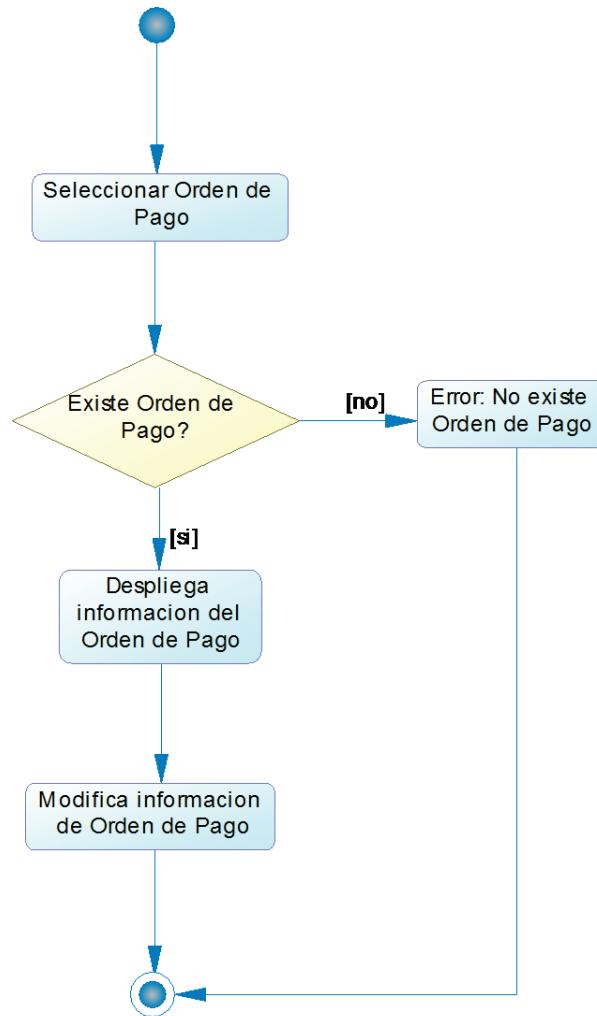 Seleccionar Orden de
Pago
Existe Orden de
Pago?
[no]
Error: No existe
Orden de Pago
[si]
Despliega
informacion del
Orden de Pago
Modifica informacion
de Orden de Pago